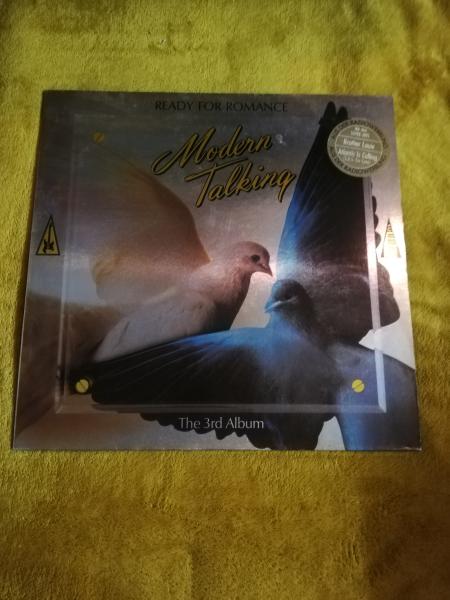 READY FOR ROMANCE
Modern
Talking
Brother Louie
Atlantis Is Calling
The 3rd Album